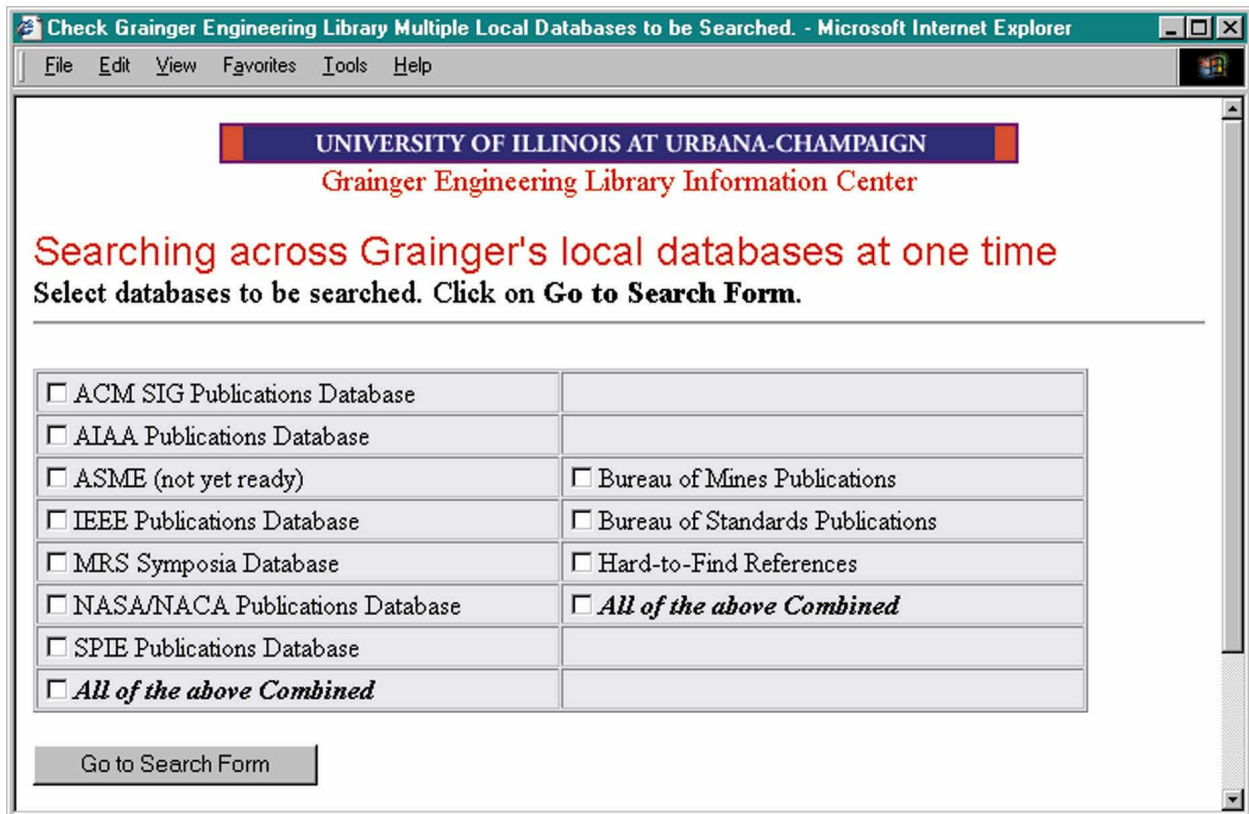 Check Grainger Engineering Library Multiple Local Databases to be Searched. - Microsoft Internet Explorer
File Edit View Favorites Tools Help
UNIVERSITY OF ILLINOIS AT URBANA-CHAMPAIGN
Grainger Engineering Library Information Center
Searching across Grainger's local databases at one time
Select databases to be searched. Click on Go to Search Form.
ACM SIG Publications Database
AIAA Publications Database
ASME (not yet ready) Bureau of Mines Publications
IEEE Publications Database Bureau of Standards Publications
MRS Symposia Database Hard-to-Find References
NASA/NACA Publications Database All of the above Combined
SPIE Publications Database
All of the above Combined
Go to Search Form